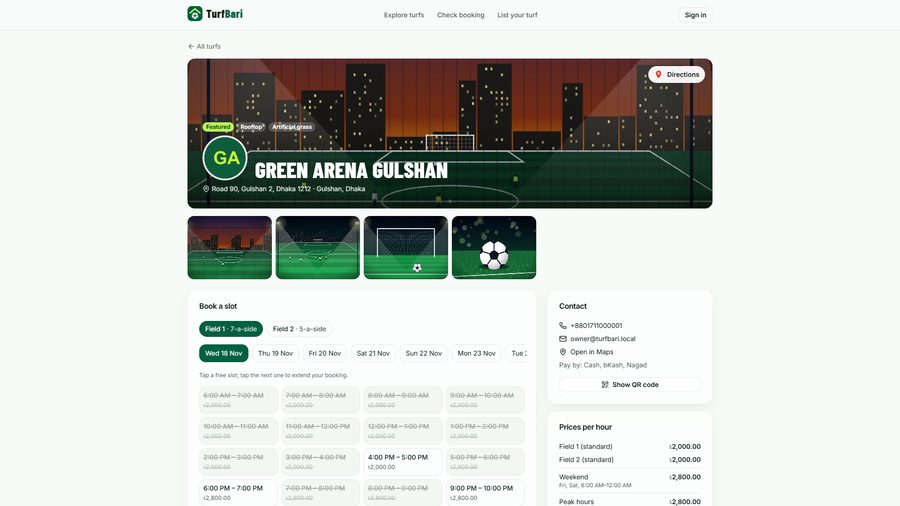 TurfBari
Explore turfs
Check booking
List your turf
Sign in
← All turfs
Directions
Featured
Rooftop
Artificial grass
GA
GREEN ARENA GULSHAN
Road 90, Gulshan 2, Dhaka 1212 · Gulshan, Dhaka
Book a slot
Field 1 · 7-a-side
Field 2 · 5-a-side
Wed 18 Nov
Thu 19 Nov
Fri 20 Nov
Sat 21 Nov
Sun 22 Nov
Mon 23 Nov
Tue 2
Tap a free slot; tap the next one to extend your booking.
6:00 AM – 7:00 AM
৳2,000.00
7:00 AM – 8:00 AM
৳2,000.00
8:00 AM – 9:00 AM
৳2,000.00
9:00 AM – 10:00 AM
৳2,000.00
10:00 AM – 11:00 AM
৳2,000.00
11:00 AM – 12:00 PM
৳2,000.00
12:00 PM – 1:00 PM
৳2,000.00
1:00 PM – 2:00 PM
৳2,000.00
2:00 PM – 3:00 PM
৳2,000.00
3:00 PM – 4:00 PM
৳2,000.00
4:00 PM – 5:00 PM
৳2,000.00
5:00 PM – 6:00 PM
৳2,800.00
6:00 PM – 7:00 PM
৳2,800.00
7:00 PM – 8:00 PM
৳2,800.00
8:00 PM – 9:00 PM
৳2,800.00
9:00 PM – 10:00 PM
৳2,800.00
Contact
+8801711000001
owner@turfbari.local
Open in Maps
Pay by: Cash, bKash, Nagad
Show QR code
Prices per hour
Field 1 (standard)
৳2,000.00
Field 2 (standard)
৳2,000.00
Weekend
৳2,800.00
Fri, Sat, 8:00 AM–12:00 AM
Peak hours
৳2,800.00